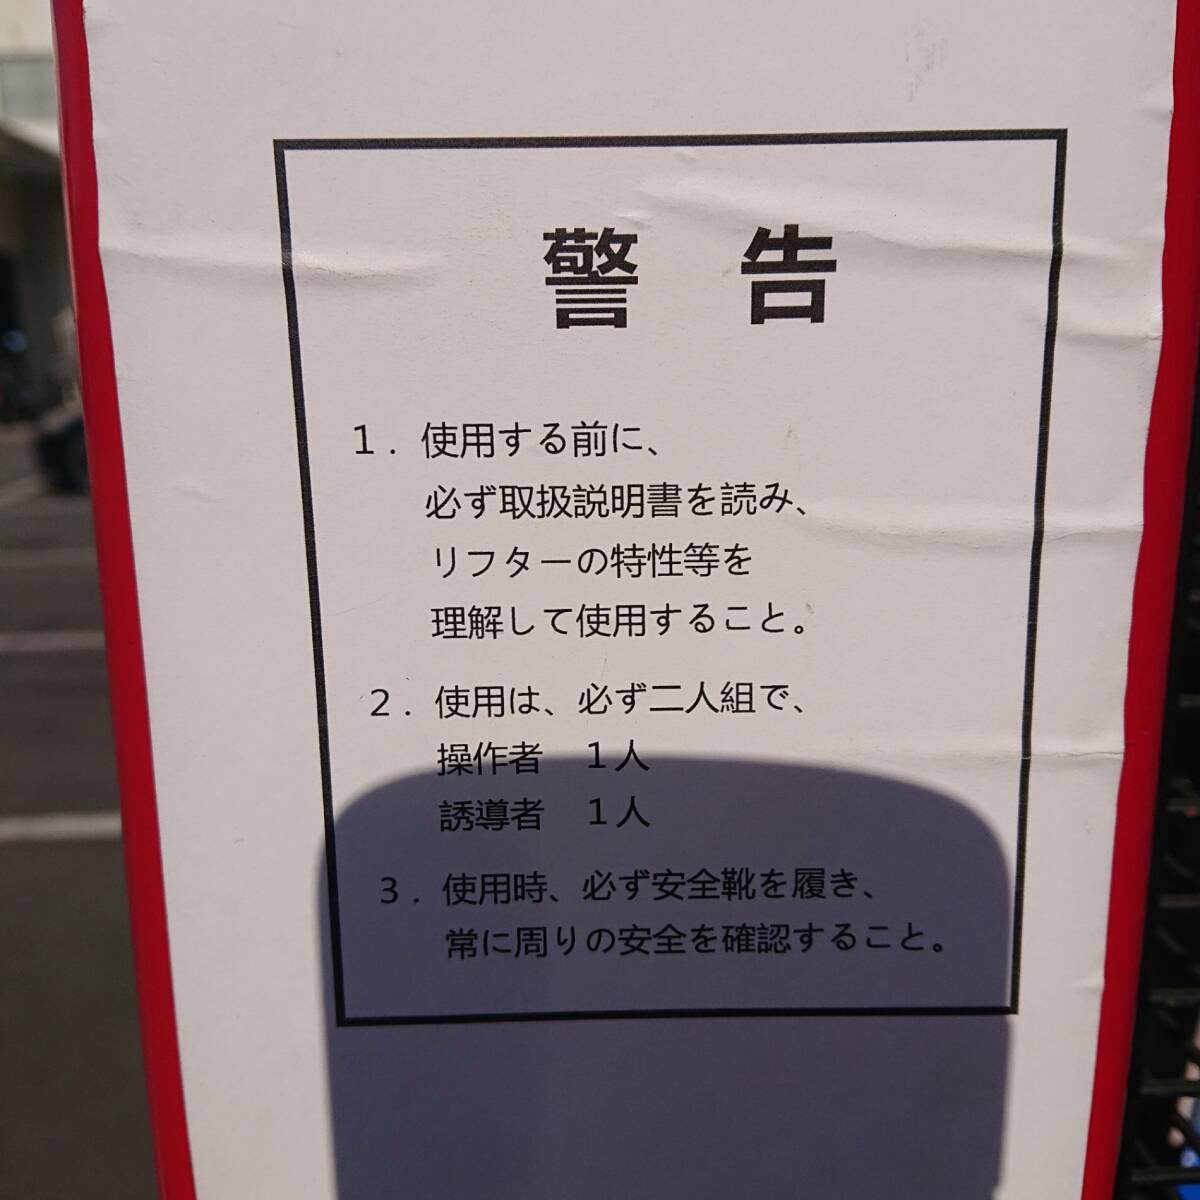 警 告
1. 使用する前に、
必ず取扱説明書を読み、
リフターの特性等を
理解して使用すること。
2. 使用は、必ず二人組で、
操作者 1人
誘導者 1人
3. 使用時、必ず安全靴を履き、
常に周りの安全を確認すること。